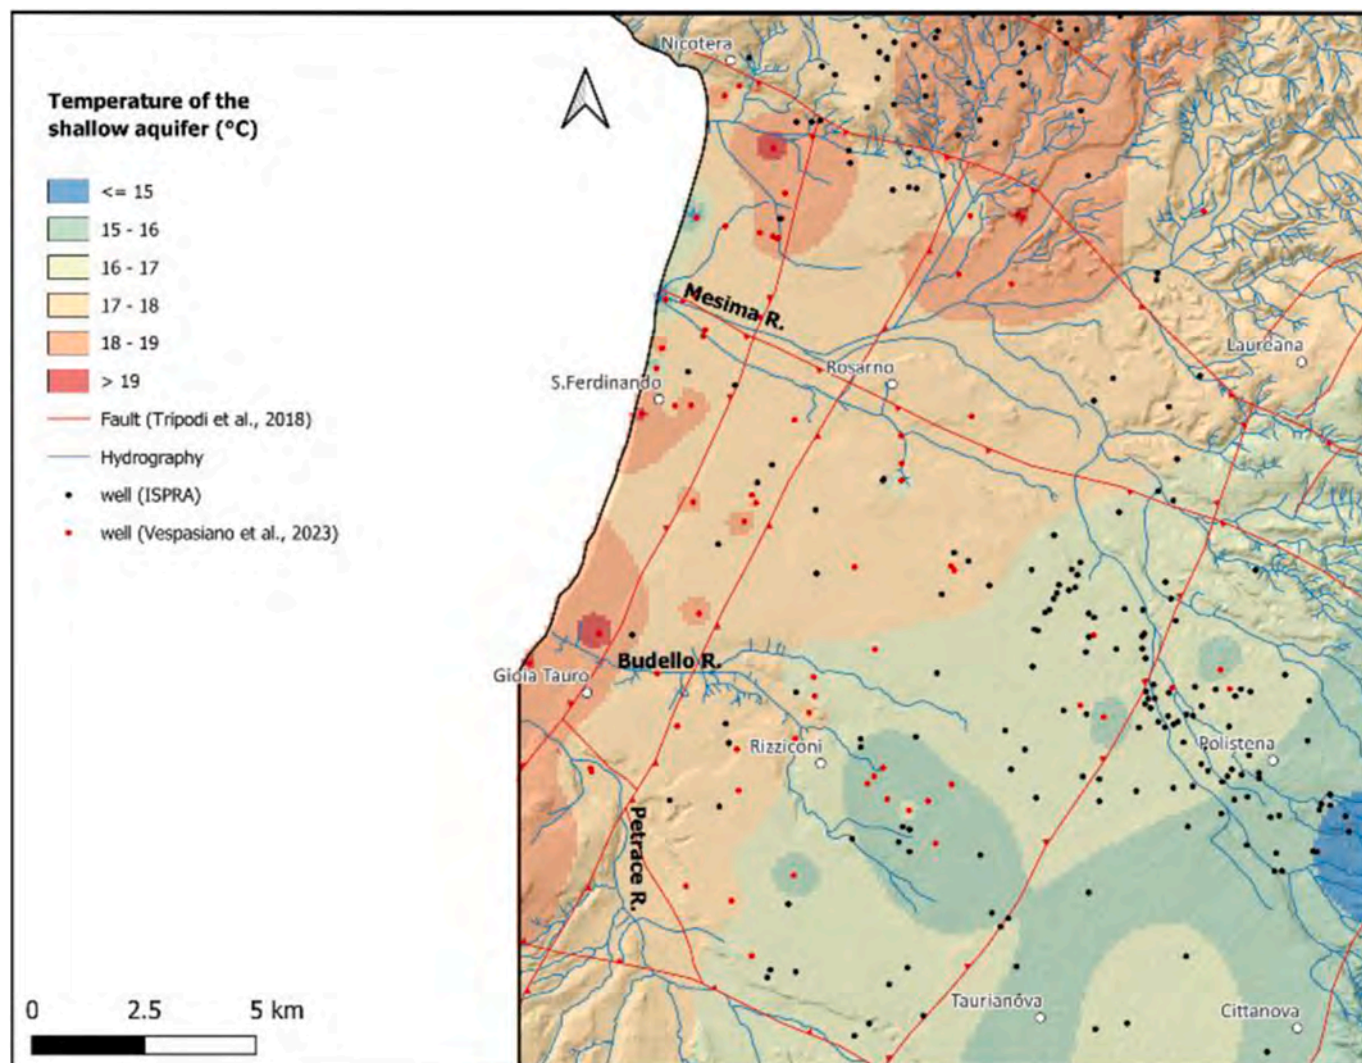 Temperature of the
shallow aquifer (°C)
<= 15
15 - 16
16 - 17
17 - 18
18 - 19
> 19
Fault (Tripodi et al., 2018)
Hydrography
well (ISPRA)
well (Vespasiano et al., 2023)
Nicotera
Mesima R.
Laureana
Rosarno
S.Ferdinando
Budello R.
Gioia Tauro
Rizziconi
Polistena
Petrace R.
Taurianova
Cittanova
0 2.5 5 km